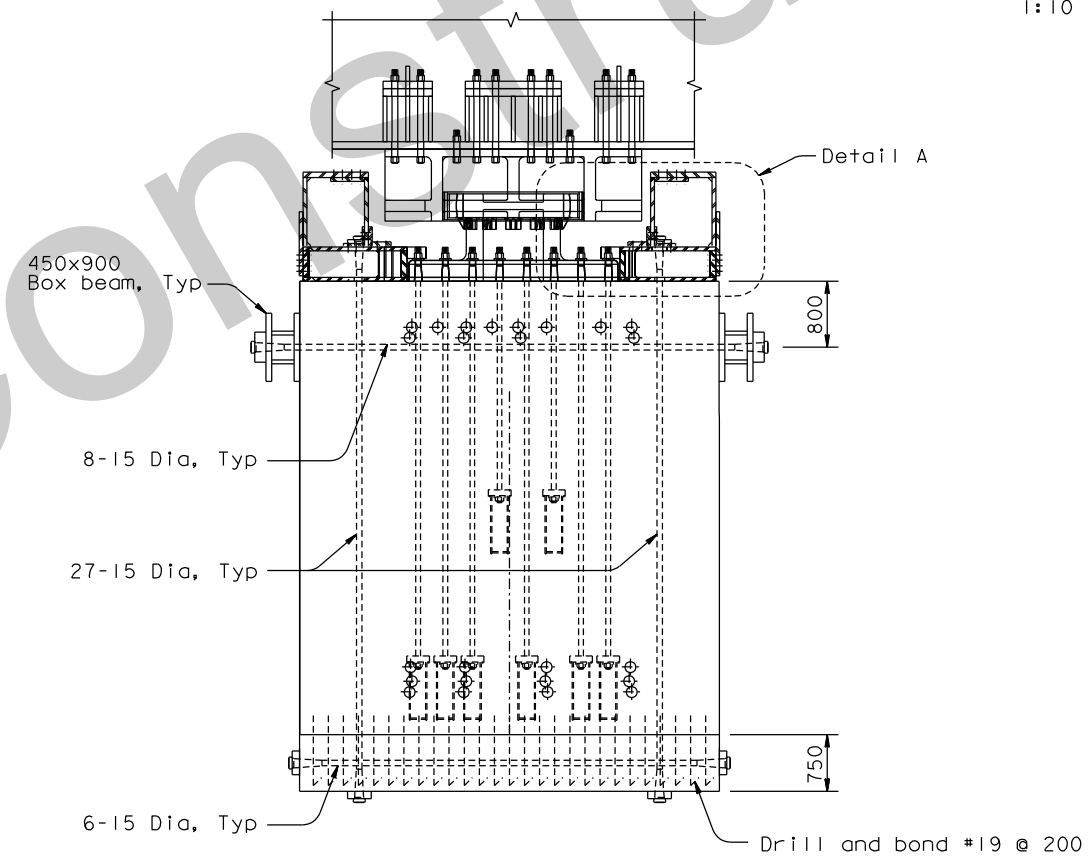 1:10
Detail A
450x900
Box beam, Typ
800
8-15 Dia, Typ
27-15 Dia, Typ
750
6-15 Dia, Typ
Drill and bond #19 @ 200